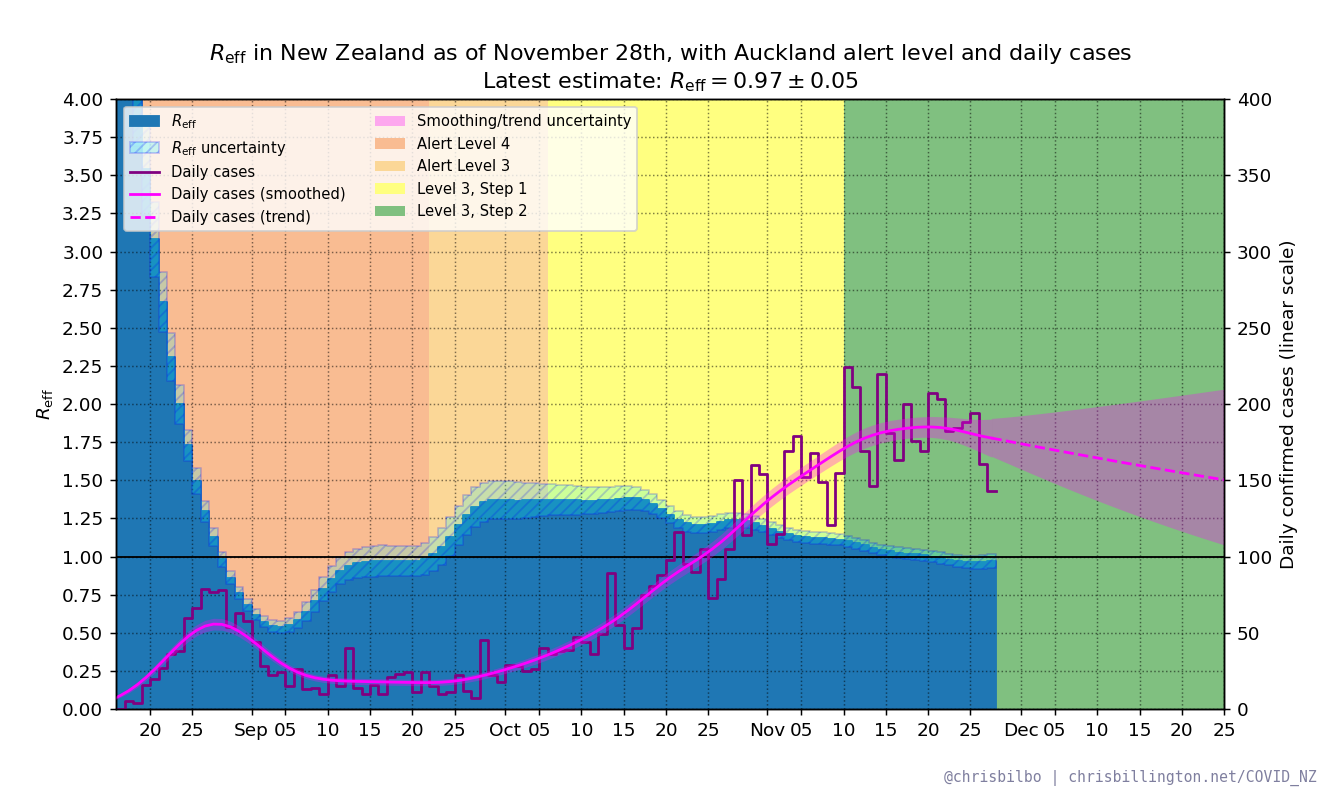 R_eff in New Zealand as of November 28th, with Auckland alert level and daily cases
Latest estimate: R_eff = 0.97 ± 0.05
4.00
3.75
3.50
3.25
3.00
2.75
2.50
2.25
2.00
1.75
1.50
1.25
1.00
0.75
0.50
0.25
0.00
R_eff
R_eff
R_eff uncertainty
Daily cases
Daily cases (smoothed)
Daily cases (trend)
Smoothing/trend uncertainty
Alert Level 4
Alert Level 3
Level 3, Step 1
Level 3, Step 2
400
350
300
250
200
150
100
50
0
Daily confirmed cases (linear scale)
20 25 Sep 05 10 15 20 25 Oct 05 10 15 20 25 Nov 05 10 15 20 25 Dec 05 10 15 20 25
@chrisbilbo | chrisbillington.net/COVID_NZ